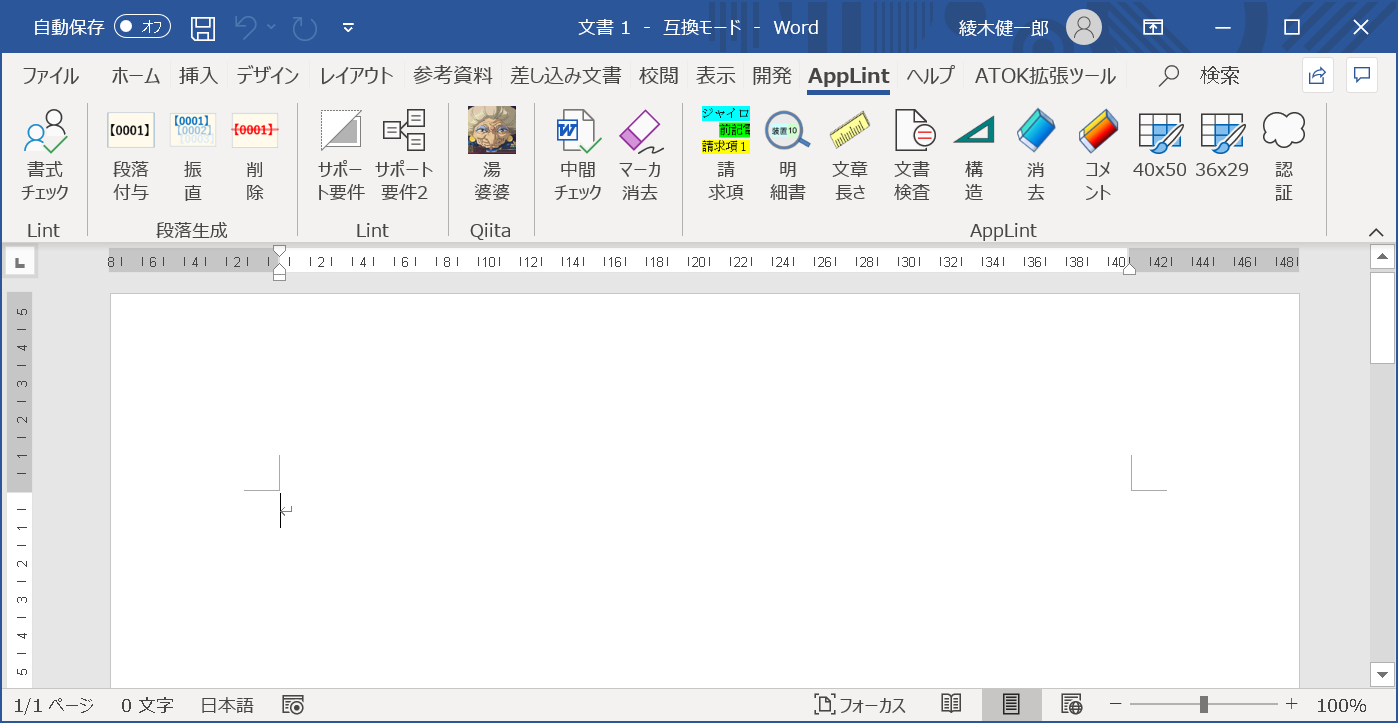 自動保存 オフ 文書 1 - 互換モード - Word 綾木健一郎
ファイル ホーム 挿入 デザイン レイアウト 参考資料 差し込み文書 校閲 表示 開発 AppLint ヘルプ ATOK拡張ツール 検索
【0001】 【0001】 【0002】 【0003】 【0001】 ジャイロ 前記 請求項1 装置10
書式 段落 振 削 サポー サポート 湯 中間 マーカ 請 明 文章 文書 構 消 コメ 40x50 36x29 認
チェック 付与 直 除 ト要件 要件2 婆婆 チェック 消去 求項 細書 長さ 検査 造 去 ント 証
Lint 段落生成 Lint Qiita AppLint
8 6 4 2 2 4 6 8 10 12 14 16 18 20 22 24 26 28 30 32 34 36 38 40 42 44 46 48
5
4
3
2
1
1
2
3
4
5
1/1 ページ 0 文字 日本語 フォーカス 100%